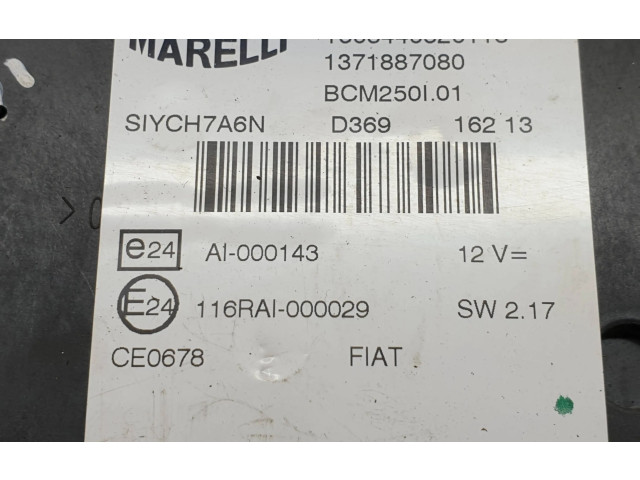 MARELLI
1371887080
BCM250I.01
SIYCH7A6N D369 162 13
e24 AI-000143 12 V=
E24 116RAI-000029 SW 2.17
CE0678 FIAT